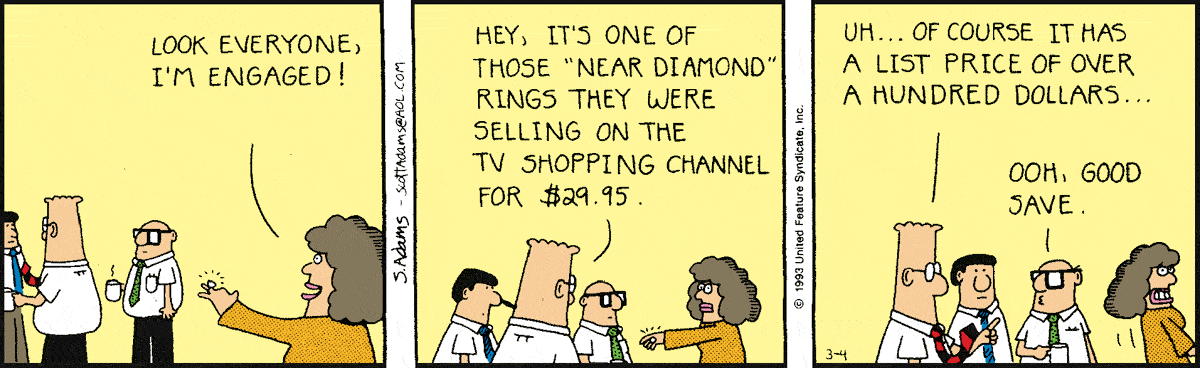 LOOK EVERYONE,
I'M ENGAGED!
S.Adams - SCOTTADAMS@AOL.COM
HEY, IT'S ONE OF
THOSE "NEAR DIAMOND"
RINGS THEY WERE
SELLING ON THE
TV SHOPPING CHANNEL
FOR $29.95.
© 1993 United Feature Syndicate, Inc.
UH... OF COURSE IT HAS
A LIST PRICE OF OVER
A HUNDRED DOLLARS...
OOH, GOOD
SAVE.
3-4